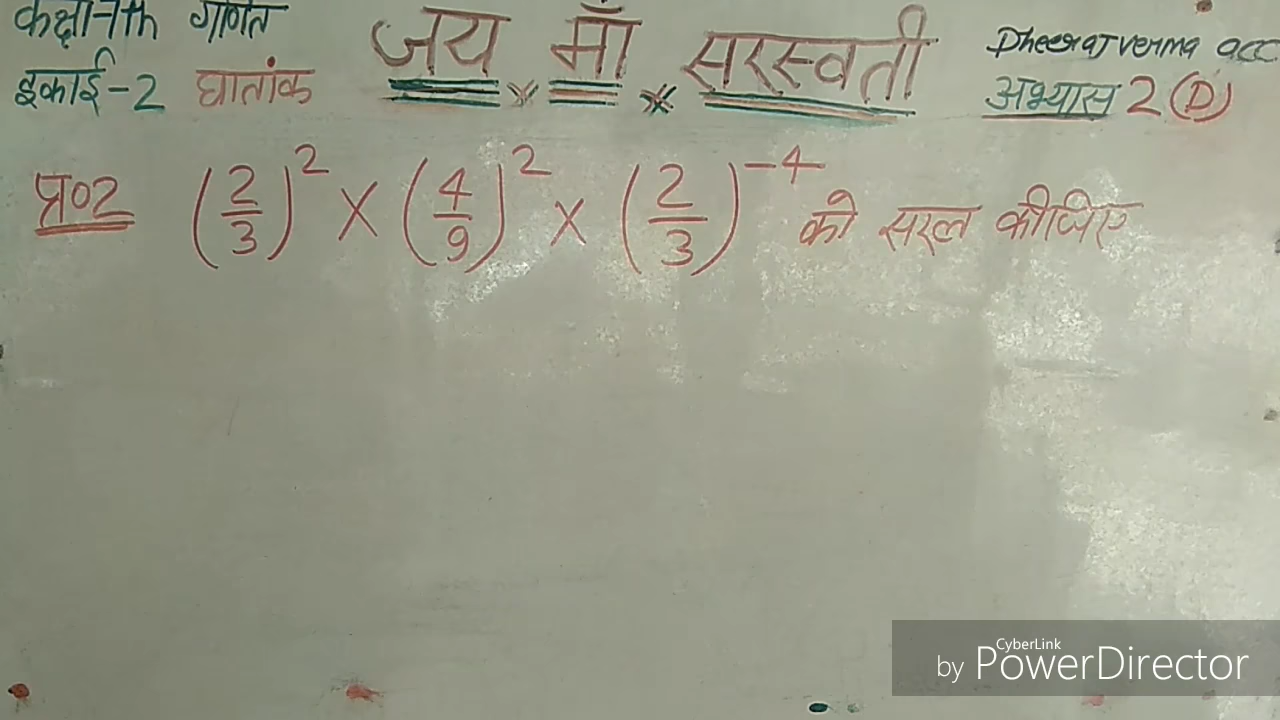 कक्षा-7th गणित
इकाई-2 घातांक
जय माँ सरस्वती
Dheeraj verma acc
अभ्यास 2 (D)
प्र०2 (2/3)^2 × (4/9)^2 × (2/3)^-4 को सरल कीजिए
by CyberLink PowerDirector